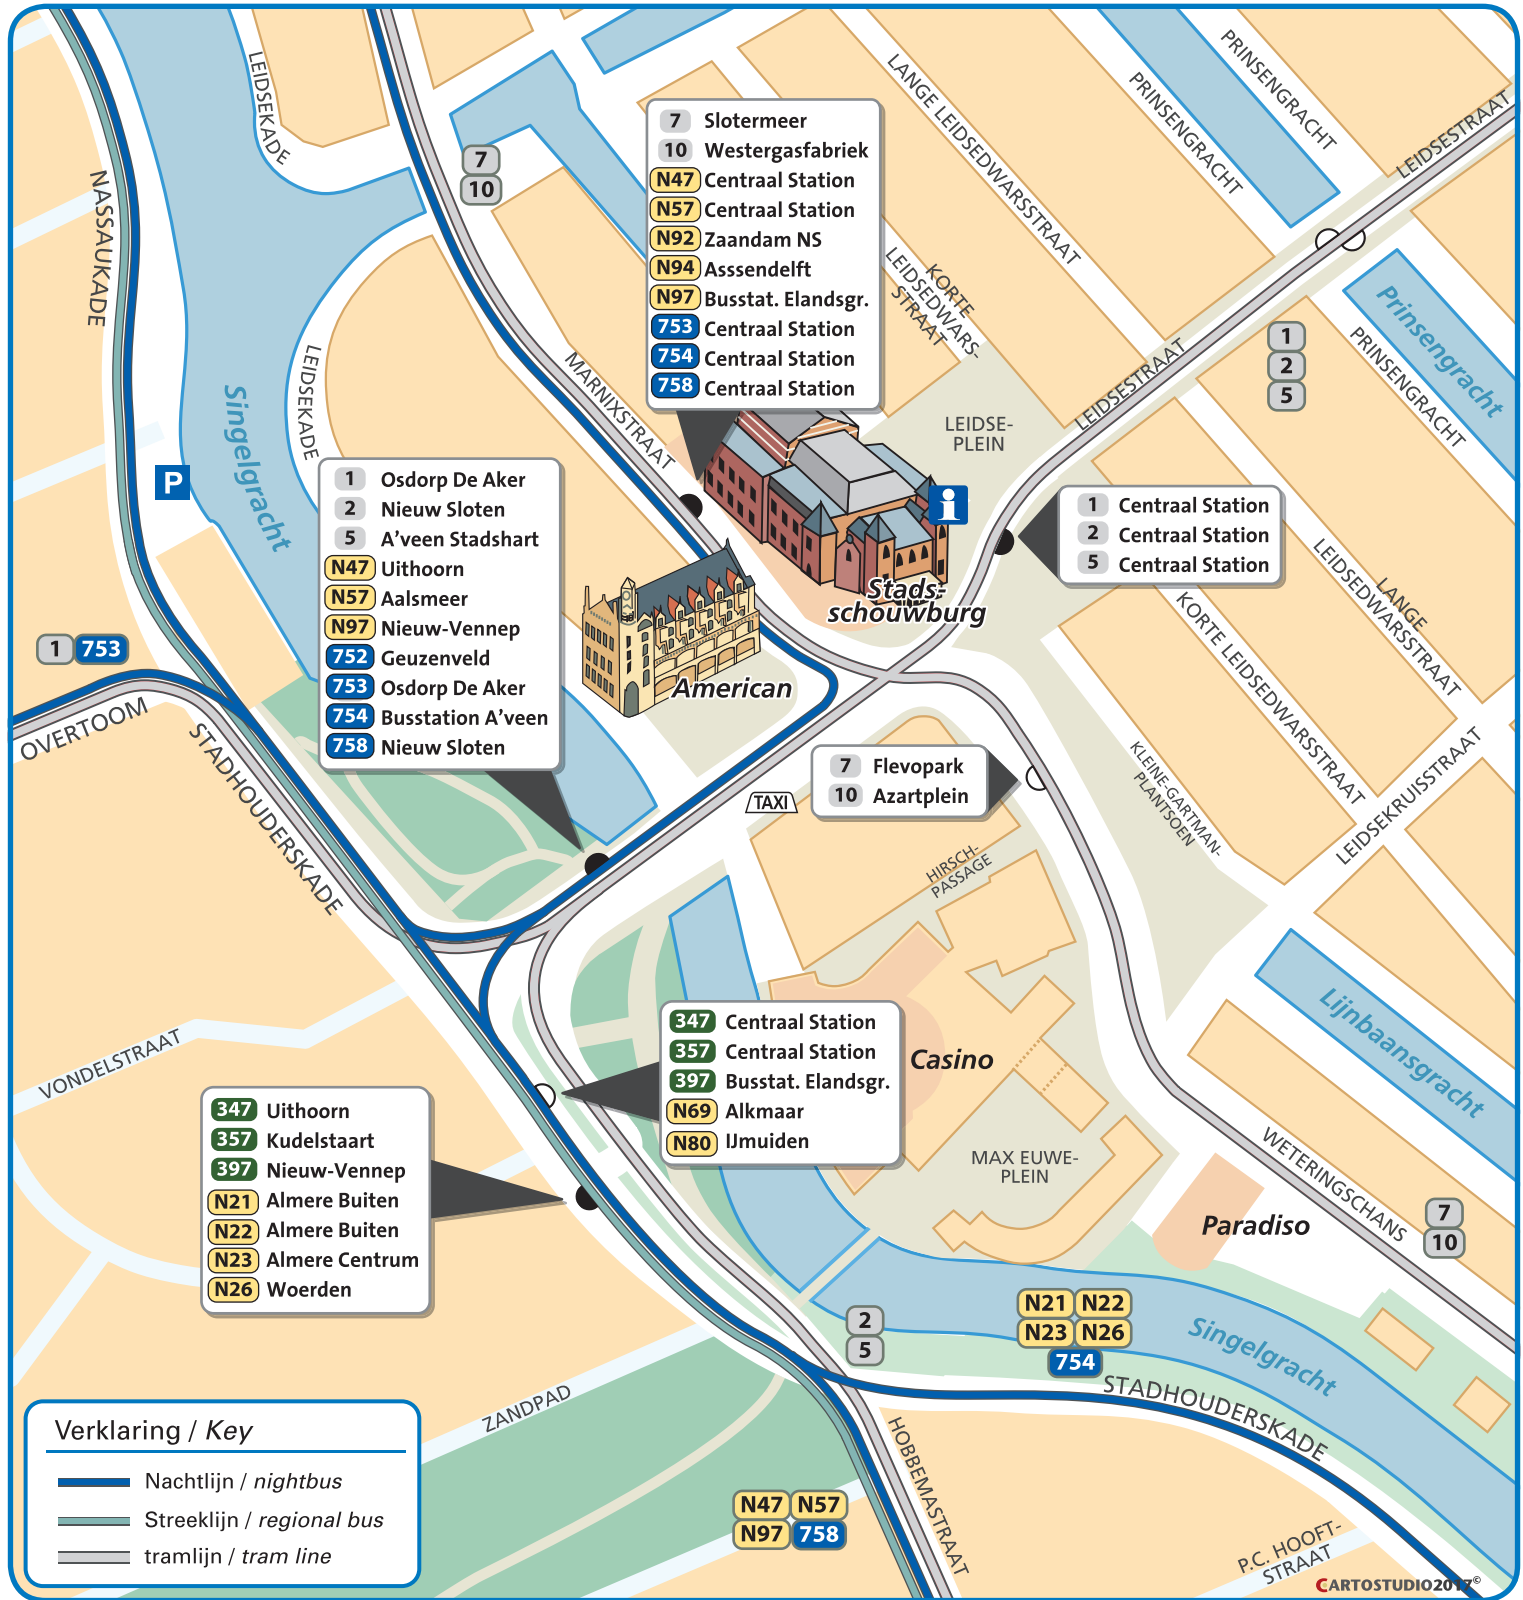 LEIDSEKADE
NASSAUKADE
7
10
7 Slotermeer
10 Westergasfabriek
N47 Centraal Station
N57 Centraal Station
N92 Zaandam NS
N94 Asssendelft
N97 Busstat. Elandsgr.
753 Centraal Station
754 Centraal Station
758 Centraal Station
LANGE LEIDSEDWARSSTRAAT
PRINSENGRACHT
PRINSENGRACHT
LEIDSESTRAAT
KORTE
LEIDSEDWARS-
STRAAT
Prinsengracht
PRINSENGRACHT
1
2
5
LEIDSESTRAAT
LEIDSE-
PLEIN
MARNIXSTRAAT
LEIDSEKADE
Singelgracht
P
1 Osdorp De Aker
2 Nieuw Sloten
5 A'veen Stadshart
N47 Uithoorn
N57 Aalsmeer
N97 Nieuw-Vennep
752 Geuzenveld
753 Osdorp De Aker
754 Busstation A'veen
758 Nieuw Sloten
i
1 Centraal Station
2 Centraal Station
5 Centraal Station
Stads-
schouwburg
American
LANGE
LEIDSEDWARSSTRAAT
KORTE LEIDSEDWARSSTRAAT
1 753
OVERTOOM
STADHOUDERSKADE
7 Flevopark
10 Azartplein
TAXI
KLEINE-GARTMAN-
PLANTSOEN
LEIDSEKRUISSTRAAT
HIRSCH-
PASSAGE
Lijnbaansgracht
VONDELSTRAAT
347 Centraal Station
357 Centraal Station
397 Busstat. Elandsgr.
N69 Alkmaar
N80 IJmuiden
Casino
347 Uithoorn
357 Kudelstaart
397 Nieuw-Vennep
N21 Almere Buiten
N22 Almere Buiten
N23 Almere Centrum
N26 Woerden
MAX EUWE-
PLEIN
Paradiso
WETERINGSCHANS
7
10
2
5
N21 N22
N23 N26
754
Singelgracht
STADHOUDERSKADE
ZANDPAD
HOBBEMASTRAAT
N47 N57
N97 758
P.C. HOOFT-
STRAAT
Verklaring / Key
Nachtlijn / nightbus
Streeklijn / regional bus
tramlijn / tram line
CARTOSTUDIO2017©